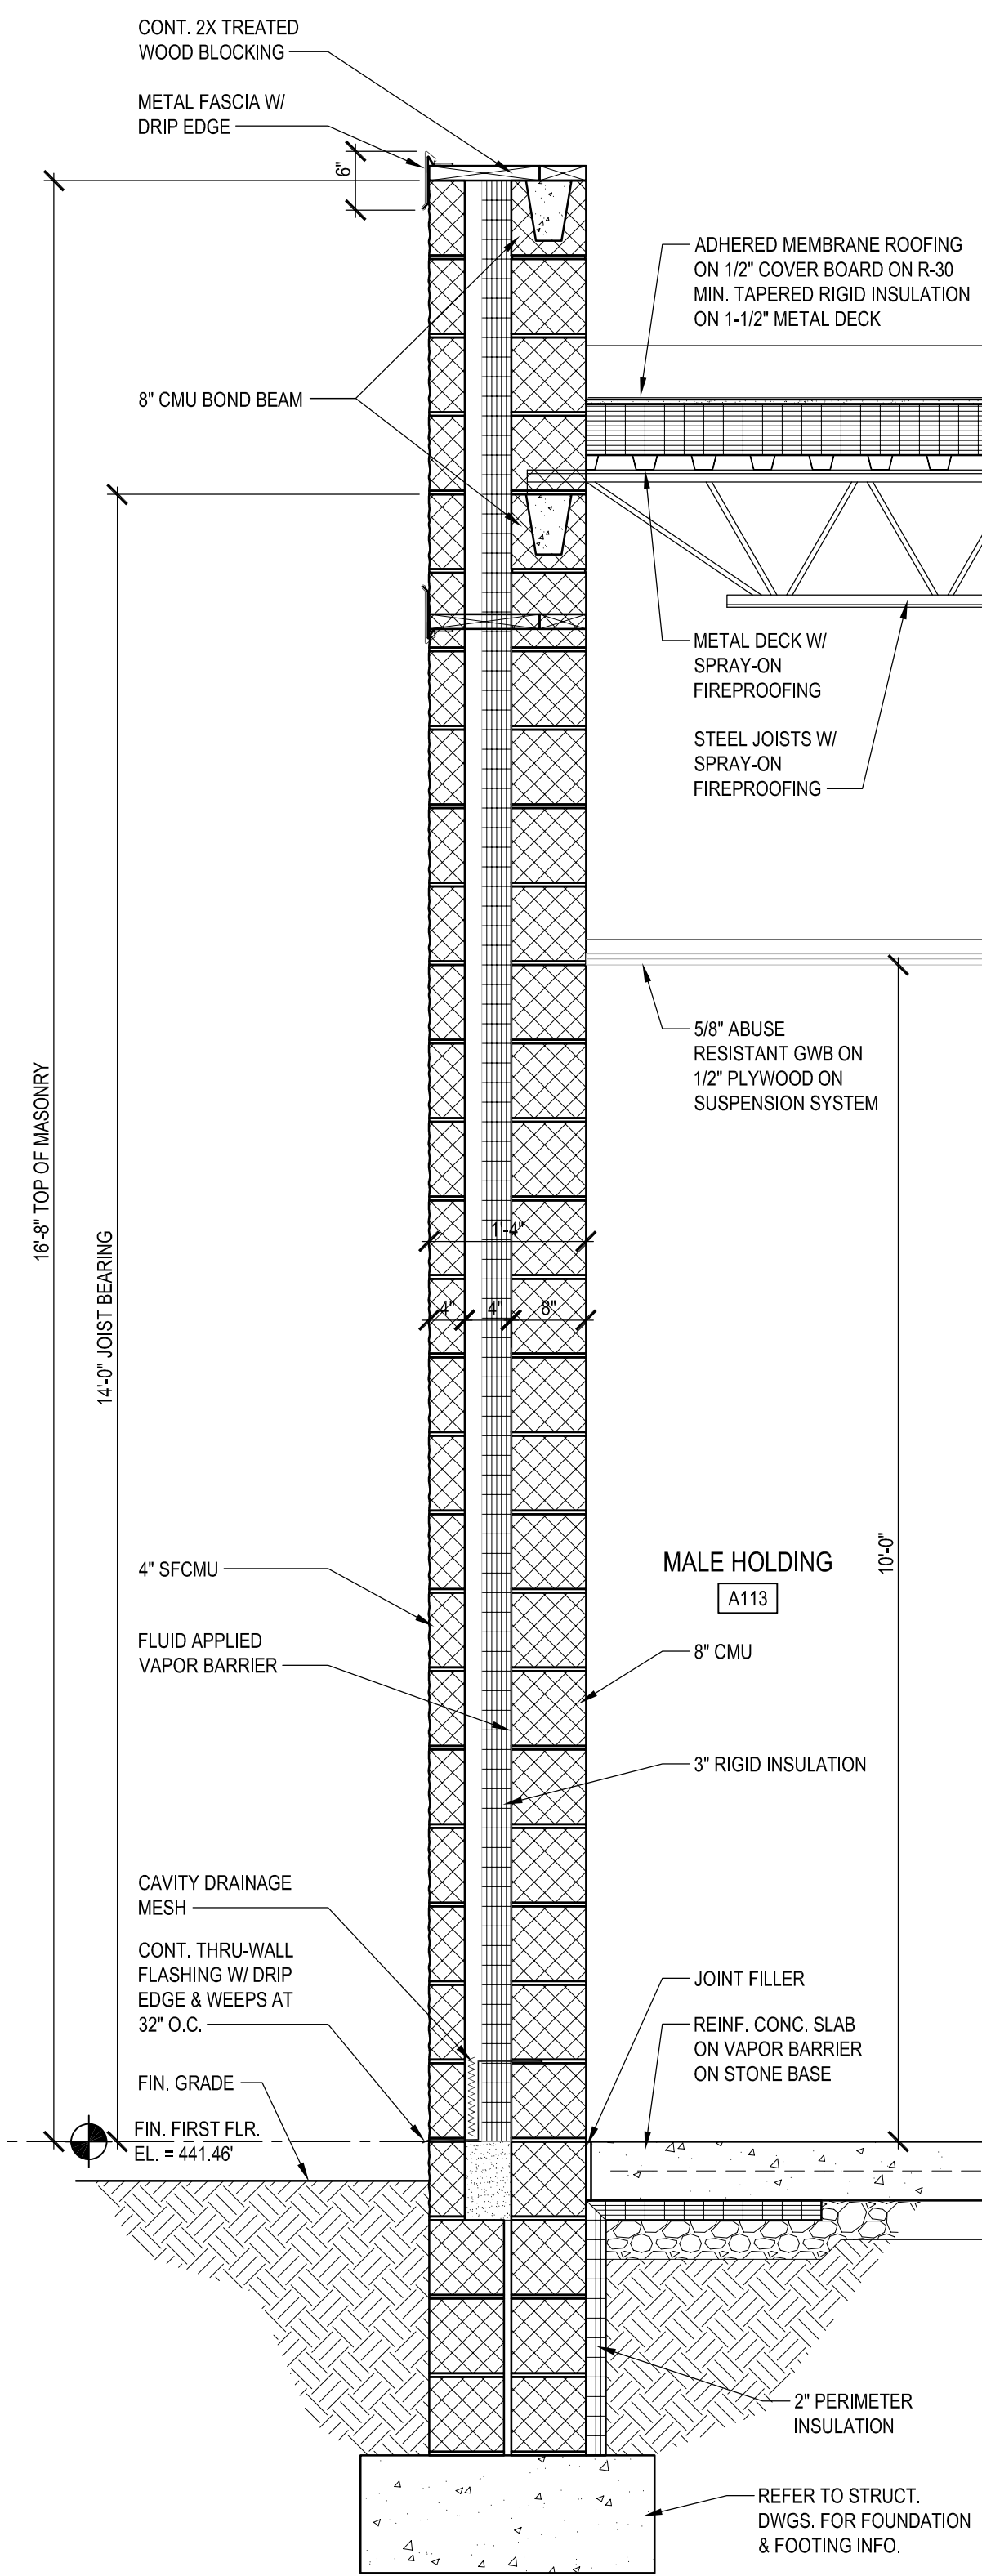 CONT. 2X TREATED
WOOD BLOCKING
METAL FASCIA W/
DRIP EDGE
6"
ADHERED MEMBRANE ROOFING
ON 1/2" COVER BOARD ON R-30
MIN. TAPERED RIGID INSULATION
ON 1-1/2" METAL DECK
8" CMU BOND BEAM
METAL DECK W/
SPRAY-ON
FIREPROOFING
STEEL JOISTS W/
SPRAY-ON
FIREPROOFING
5/8" ABUSE
RESISTANT GWB ON
1/2" PLYWOOD ON
SUSPENSION SYSTEM
16'-8" TOP OF MASONRY
14'-0" JOIST BEARING
1'-4"
4"
4"
8"
10'-0"
4" SFCMU
MALE HOLDING
A113
FLUID APPLIED
VAPOR BARRIER
8" CMU
3" RIGID INSULATION
CAVITY DRAINAGE
MESH
CONT. THRU-WALL
FLASHING W/ DRIP
EDGE & WEEPS AT
32" O.C.
JOINT FILLER
REINF. CONC. SLAB
ON VAPOR BARRIER
ON STONE BASE
FIN. GRADE
FIN. FIRST FLR.
EL. = 441.46'
2" PERIMETER
INSULATION
REFER TO STRUCT.
DWGS. FOR FOUNDATION
& FOOTING INFO.